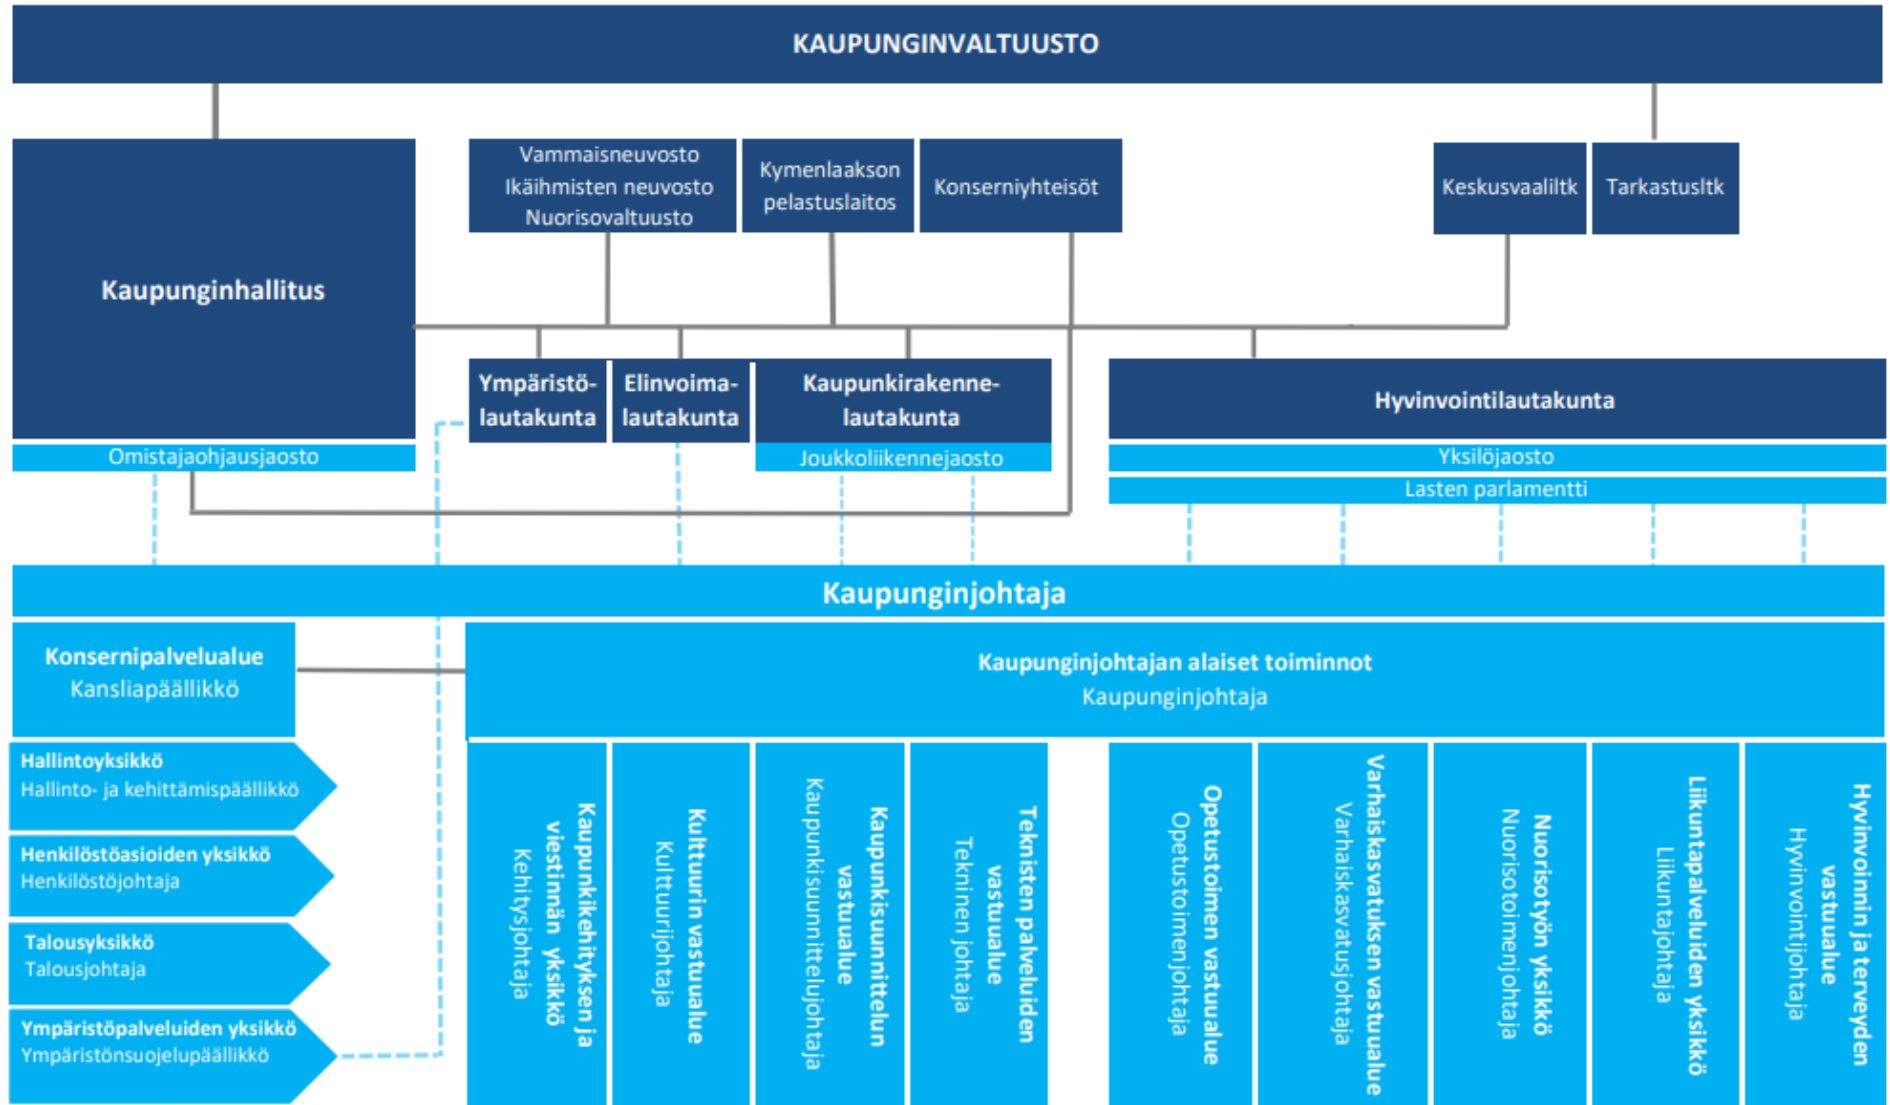 KAUPUNGINVALTUUSTO
Kaupunginhallitus
Omistajaohjausjaosto
Vammaisneuvosto
Ikäihmisten neuvosto
Nuorisovaltuusto
Kymenlaakson
pelastuslaitos
Konserniyhteisöt
Keskusvaaliltk
Tarkastusltk
Ympäristö-
lautakunta
Elinvoima-
lautakunta
Kaupunkirakenne-
lautakunta
Joukkoliikennejaosto
Hyvinvointilautakunta
Yksilöjaosto
Lasten parlamentti
Kaupunginjohtaja
Konsernipalvelualue
Kansliapäällikkö
Kaupunginjohtajan alaiset toiminnot
Kaupunginjohtaja
Hallintoyksikkö
Hallinto- ja kehittämispäällikkö
Henkilöstöasioiden yksikkö
Henkilöstöjohtaja
Talousyksikkö
Talousjohtaja
Ympäristöpalveluiden yksikkö
Ympäristönsuojelupäällikkö
Kaupunkikehityksen ja
viestinnän yksikkö
Kehitysjohtaja
Kulttuurin vastuualue
Kulttuurijohtaja
Kaupunkisuunnittelun
vastuualue
Kaupunkisuunnittelujohtaja
Teknisten palveluiden
vastuualue
Tekninen johtaja
Opetustoimen vastuualue
Opetustoimenjohtaja
Varhaiskasvatuksen vastuualue
Varhaiskasvatusjohtaja
Nuorisotyön yksikkö
Nuorisotoimenjohtaja
Liikuntapalveluiden yksikkö
Liikuntajohtaja
Hyvinvoinnin ja terveyden
vastuualue
Hyvinvointijohtaja